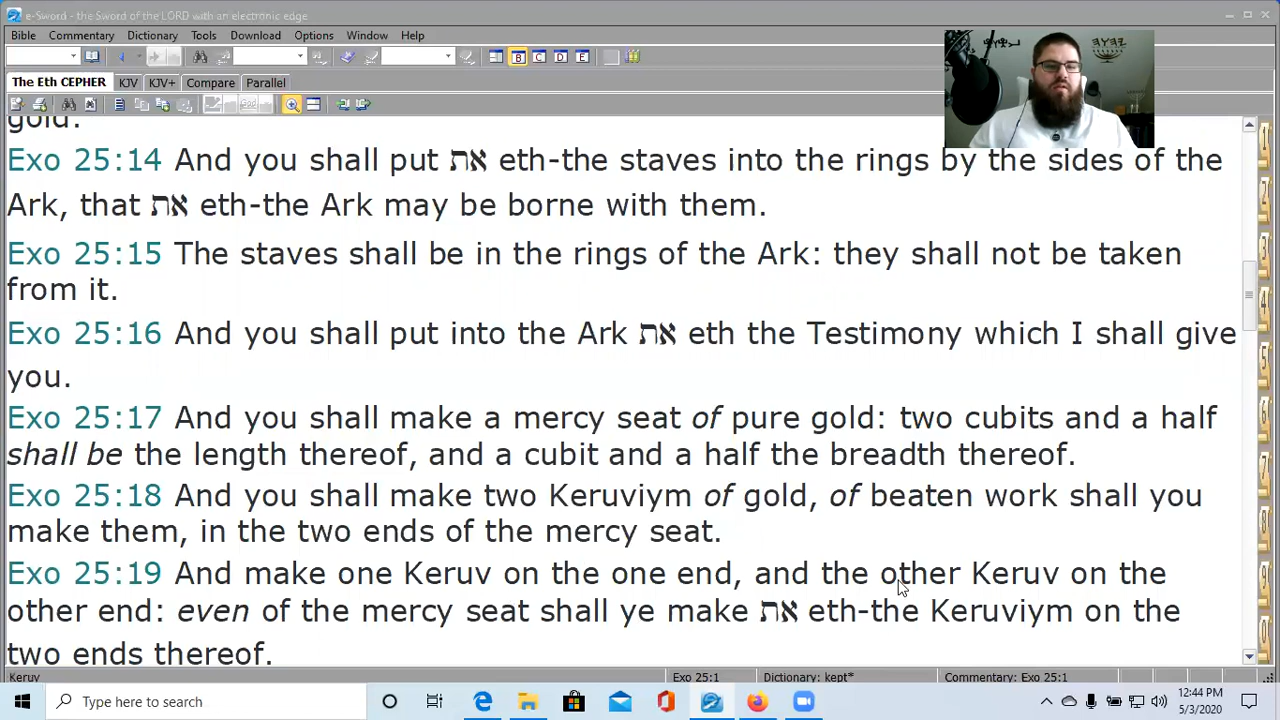 e-Sword - the Sword of the LORD with an electronic edge
Bible Commentary Dictionary Tools Download Options Window Help
B C D E
The Eth CEPHER KJV KJV+ Compare Parallel
gold.
Exo 25:14 And you shall put את eth-the staves into the rings by the sides of the
Ark, that את eth-the Ark may be borne with them.
Exo 25:15 The staves shall be in the rings of the Ark: they shall not be taken
from it.
Exo 25:16 And you shall put into the Ark את eth the Testimony which I shall give
you.
Exo 25:17 And you shall make a mercy seat of pure gold: two cubits and a half
shall be the length thereof, and a cubit and a half the breadth thereof.
Exo 25:18 And you shall make two Keruviym of gold, of beaten work shall you
make them, in the two ends of the mercy seat.
Exo 25:19 And make one Keruv on the one end, and the other Keruv on the
other end: even of the mercy seat shall ye make את eth-the Keruviym on the
two ends thereof.
Keruv Exo 25:1 Dictionary: kept* Commentary: Exo 25:1
Type here to search
12:44 PM
5/3/2020